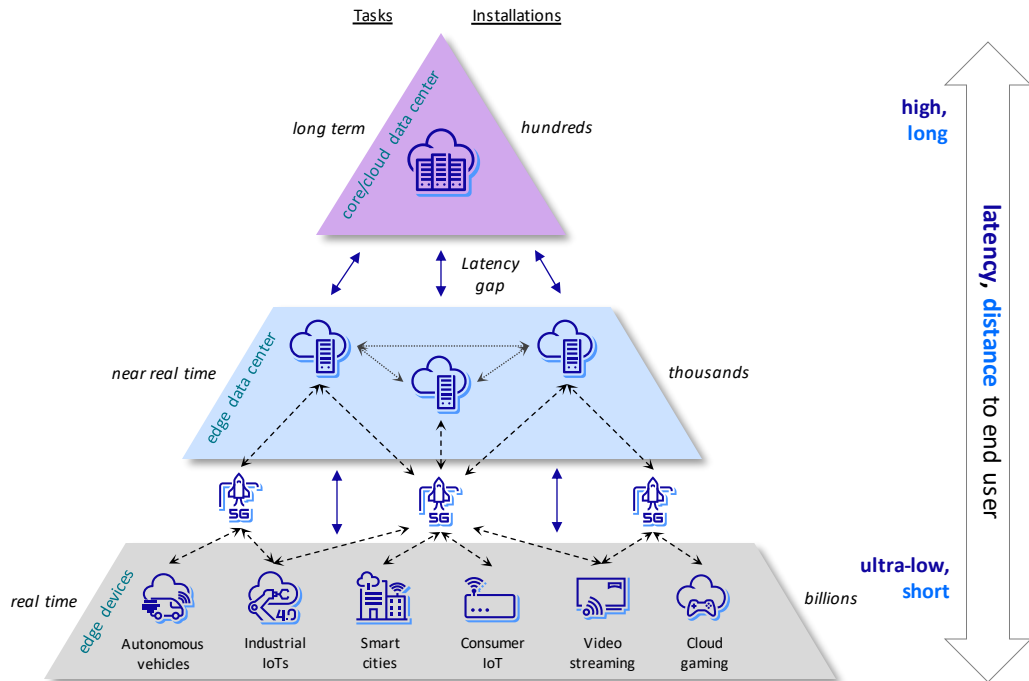 Tasks
Installations
core/cloud data center
long term
hundreds
high,
long
Latency
gap
edge data center
near real time
thousands
latency, distance to end user
5G
5G
5G
edge devices
real time
billions
ultra-low,
short
4.0
Autonomous
vehicles
Industrial
IoTs
Smart
cities
Consumer
IoT
Video
streaming
Cloud
gaming